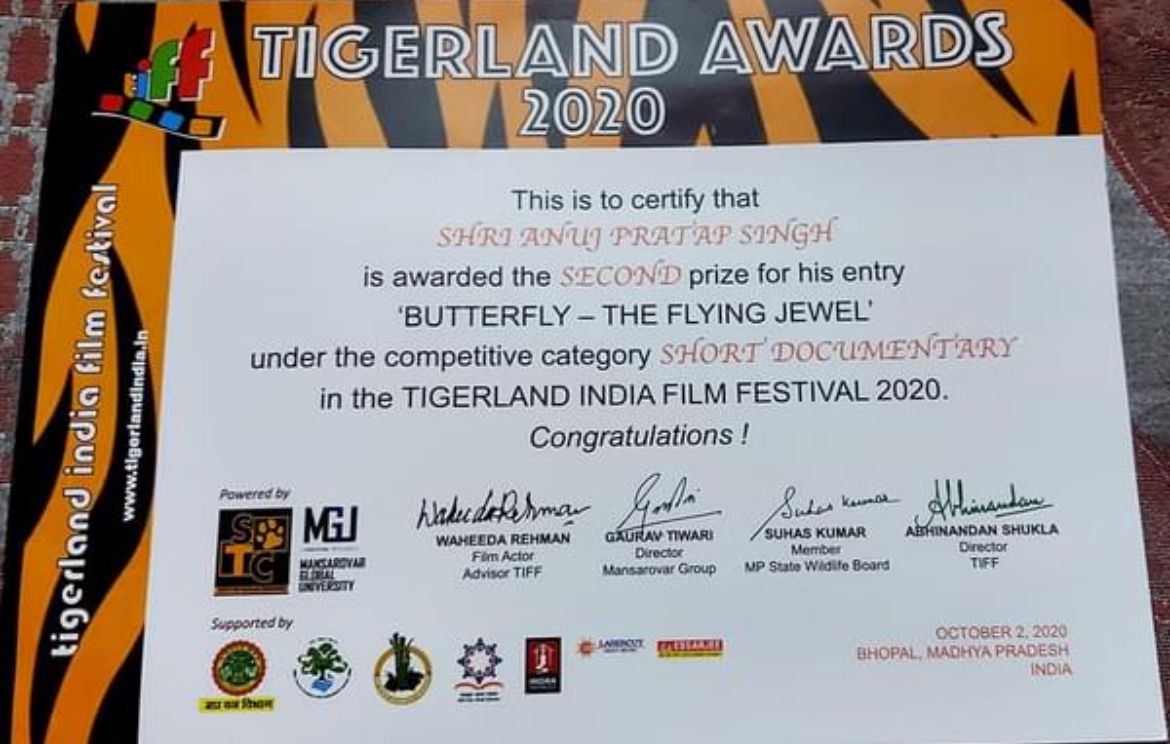 tiff
TIGERLAND AWARDS
2020
tigerland india film festival
www.tigerlandindia.in
This is to certify that
SHRI ANUJ PRATAP SINGH
is awarded the SECOND prize for his entry
‘BUTTERFLY – THE FLYING JEWEL’
under the competitive category SHORT DOCUMENTARY
in the TIGERLAND INDIA FILM FESTIVAL 2020.
Congratulations !
Powered by
STC
MGU
MANSAROVAR
GLOBAL
UNIVERSITY
Waheeda Rehman
WAHEEDA REHMAN
Film Actor
Advisor TIFF
GAURAV TIWARI
Director
Mansarovar Group
Suhas Kumar
SUHAS KUMAR
Member
MP State Wildlife Board
Abhinandan
ABHINANDAN SHUKLA
Director
TIFF
Supported by
OCTOBER 2, 2020
BHOPAL, MADHYA PRADESH
INDIA